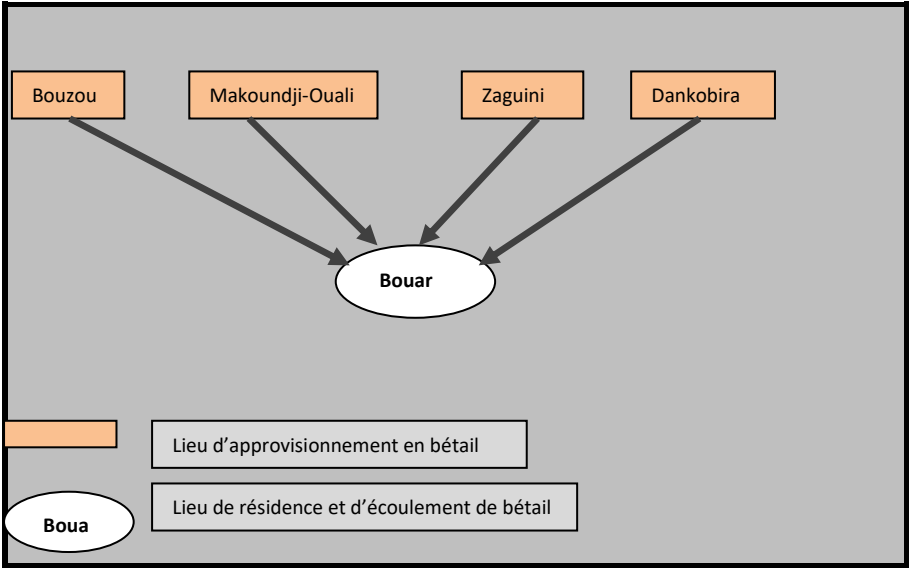 Bouzou
Makoundji-Ouali
Zaguini
Dankobira
Bouar
Lieu d’approvisionnement en bétail
Lieu de résidence et d’écoulement de bétail
Boua